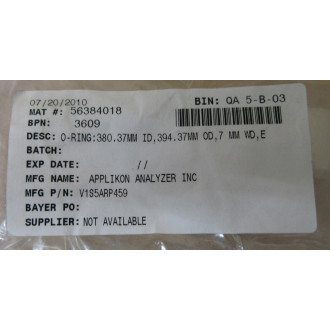 07/20/2010
BIN: QA 5-B-03
MAT #: 56384018
BPN: 3609
DESC: O-RING:380.37MM ID,394.37MM OD,7 MM WD,E
BATCH:
EXP DATE: //
MFG NAME: APPLIKON ANALYZER INC
MFG P/N: V1S5ARP459
BAYER PO:
SUPPLIER: NOT AVAILABLE